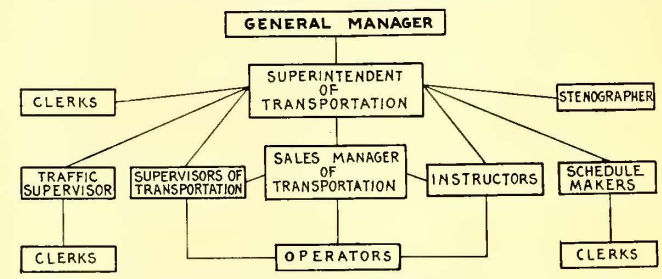 GENERAL MANAGER
SUPERINTENDENT
OF
TRANSPORTATION
CLERKS
STENOGRAPHER
TRAFFIC
SUPERVISOR
SUPERVISORS OF
TRANSPORTATION
SALES MANAGER
OF
TRANSPORTATION
INSTRUCTORS
SCHEDULE
MAKERS
CLERKS
OPERATORS
CLERKS